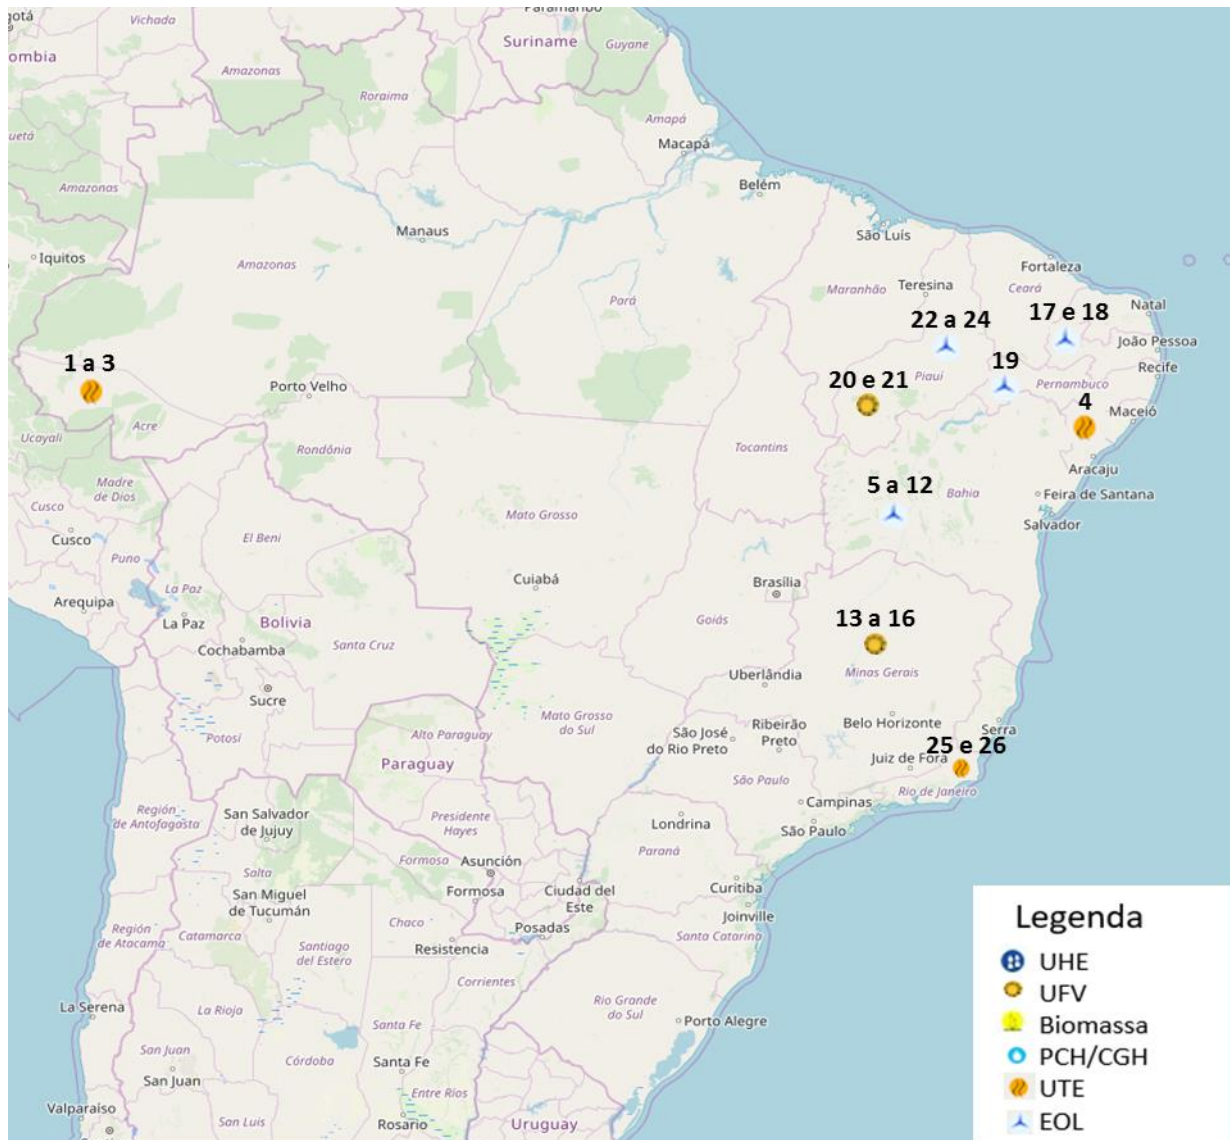 gotá
Vichada
Paramaribo
ombia
Suriname
Guyane
Amazonas
Roraima
Amapá
uetá
Macapá
Amazonas
Belém
Manaus
São Luís
Iquitos
Amazonas
Fortaleza
Pará
Maranhão
Teresina
Ceará
22 a 24
17 e 18
Natal
João Pessoa
1 a 3
19
Recife
20 e 21
Piauí
Pernambuco
Porto Velho
4
Maceió
Acre
Ucayali
Rondônia
Tocantins
Aracaju
Madre
de Dios
5 a 12
Bahia
Feira de Santana
Cusco
Mato Grosso
Salvador
Cusco
El Beni
Puno
Cuiabá
Brasília
La Paz
Arequipa
La Paz
Bolivia
Goiás
13 a 16
Santa Cruz
Cochabamba
Uberlândia
Minas Gerais
Sucre
Mato Grosso
do Sul
Belo Horizonte
Serra
Potosí
Alto Paraguay
São José
do Rio Preto
Ribeirão
Preto
25 e 26
Paraguay
Juiz de Fora
São Paulo
Rio de Janeiro
Región
de Antofagasta
San Salvador
de Jujuy
Presidente
Hayes
Campinas
Londrina
São Paulo
Paraná
Salta
Formosa
Asunción
San Miguel
de Tucumán
Formosa
Ciudad del
Este
Curitiba
Joinville
Región
de Atacama
Catamarca
Chaco
Posadas
Santa Catarina
Santiago
del Estero
Resistencia
Corrientes
La Serena
La Rioja
Rio Grande
do Sul
Santa Fe
Porto Alegre
San Juan
Córdoba
Santa Fe
San Juan
Entre Ríos
Valparaíso
San Luis
Rosario
Uruguay
Legenda
UHE
UFV
Biomassa
PCH/CGH
UTE
EOL